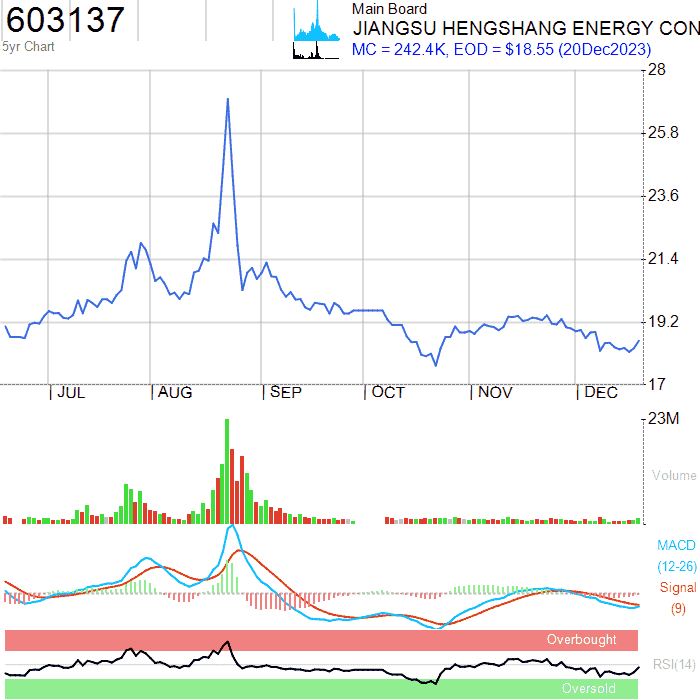 603137
5yr Chart
Main Board
JIANGSU HENGSHANG ENERGY CON
MC = 242.4K, EOD = $18.55 (20Dec2023)
28
25.8
23.6
21.4
19.2
17
JUL
AUG
SEP
OCT
NOV
DEC
23M
Volume
MACD
(12-26)
Signal
(9)
Overbought
RSI(14)
Oversold